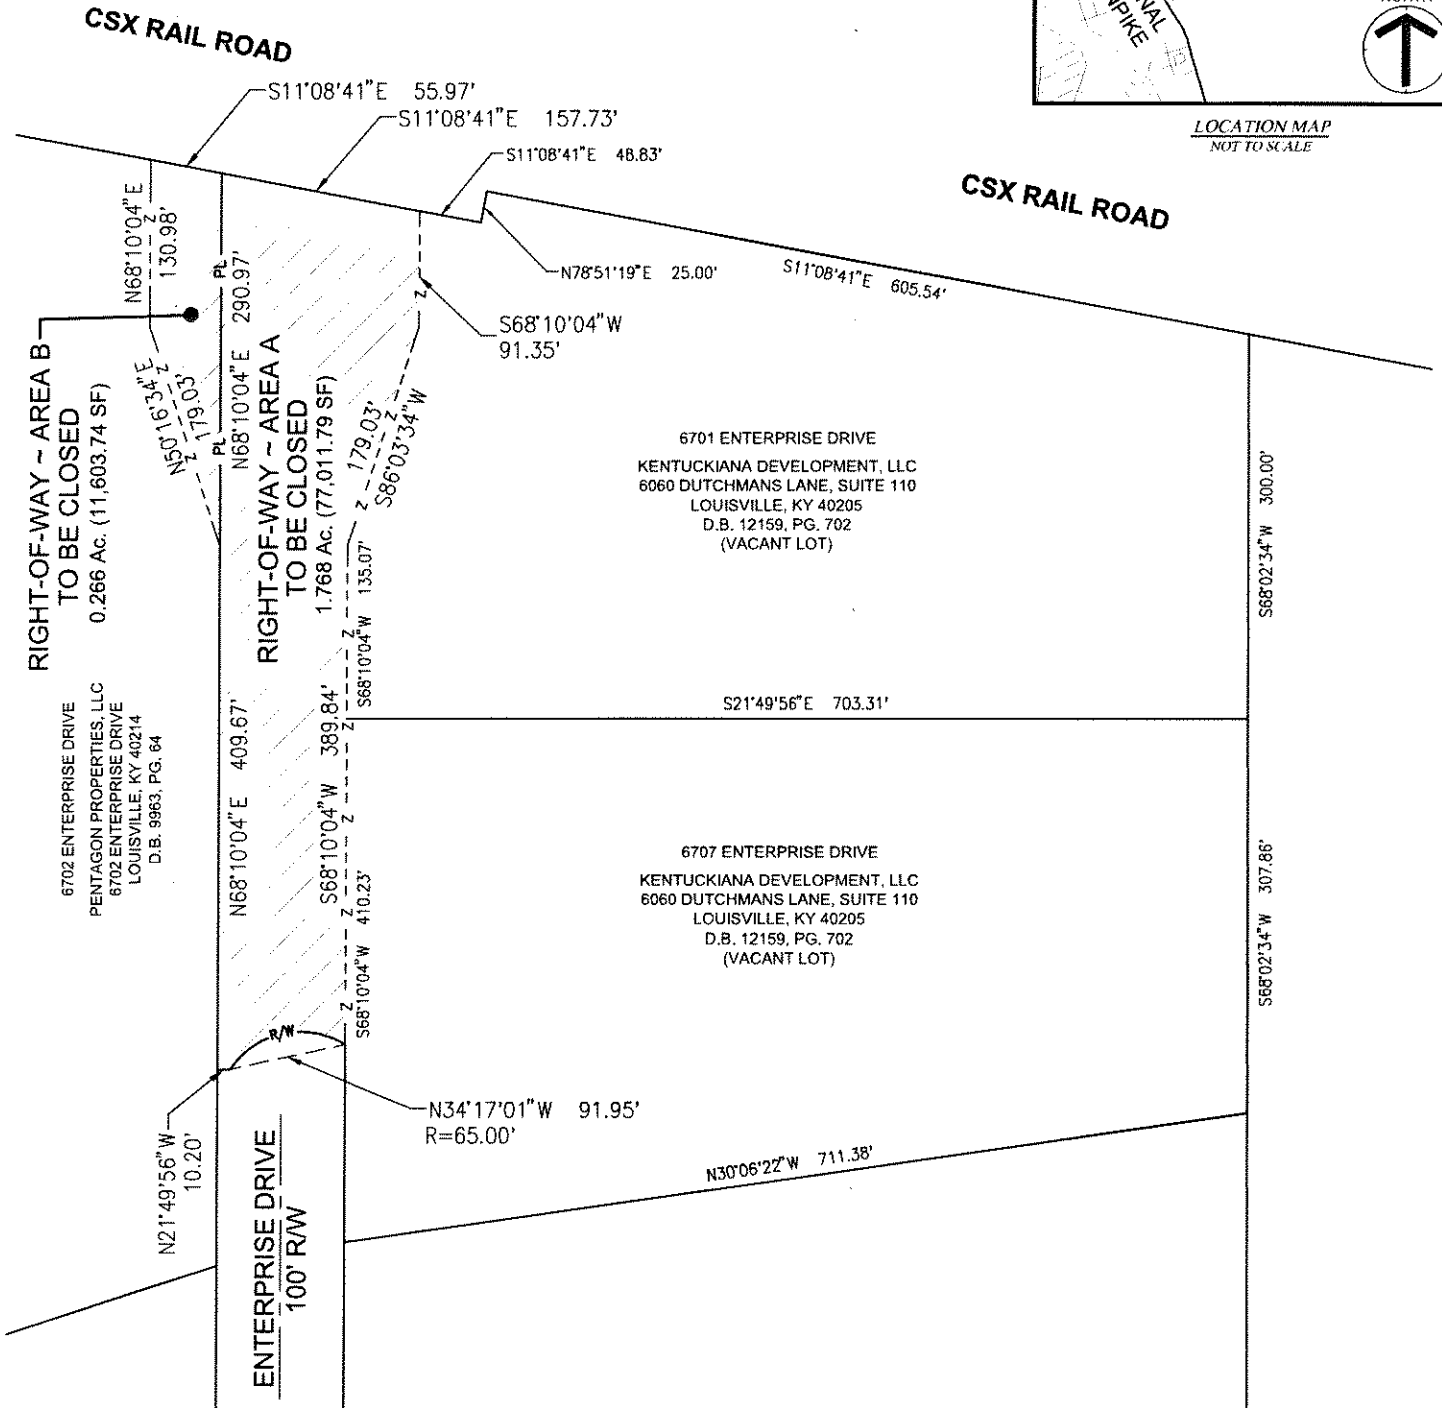 CSX RAIL ROAD
NAL
NPIKE
LOCATION MAP
NOT TO SCALE
S11°08'41"E 55.97'
S11°08'41"E 157.73'
S11°08'41"E 48.83'
CSX RAIL ROAD
N78°51'19"E 25.00'
S11°08'41"E 605.54'
S68°10'04"W
91.35'
N68°10'04"E
130.98'
Z
PL
N68°10'04"E 290.97'
PL
N50°16'34"E
179.03'
Z
Z
RIGHT-OF-WAY ~ AREA B
TO BE CLOSED
0.266 Ac. (11,603.74 SF)
RIGHT-OF-WAY ~ AREA A
TO BE CLOSED
1.768 Ac. (77,011.79 SF)
Z
179.03'
Z
S86°03'34"W
Z
6701 ENTERPRISE DRIVE
KENTUCKIANA DEVELOPMENT, LLC
6060 DUTCHMANS LANE, SUITE 110
LOUISVILLE, KY 40205
D.B. 12159, PG. 702
(VACANT LOT)
S68°02'34"W 300.00'
S68°10'04"W 135.07'
Z
S21°49'56"E 703.31'
6702 ENTERPRISE DRIVE
PENTAGON PROPERTIES, LLC
6702 ENTERPRISE DRIVE
LOUISVILLE, KY 40214
D.B. 9963, PG. 64
N68°10'04"E 409.67'
S68°10'04"W 389.84'
Z
Z
Z
Z
S68°10'04"W 410.23'
6707 ENTERPRISE DRIVE
KENTUCKIANA DEVELOPMENT, LLC
6060 DUTCHMANS LANE, SUITE 110
LOUISVILLE, KY 40205
D.B. 12159, PG. 702
(VACANT LOT)
S68°02'34"W 307.86'
R/W
N34°17'01"W 91.95'
R=65.00'
N21°49'56"W
10.20'
N30°06'22"W 711.38'
ENTERPRISE DRIVE
100' R/W